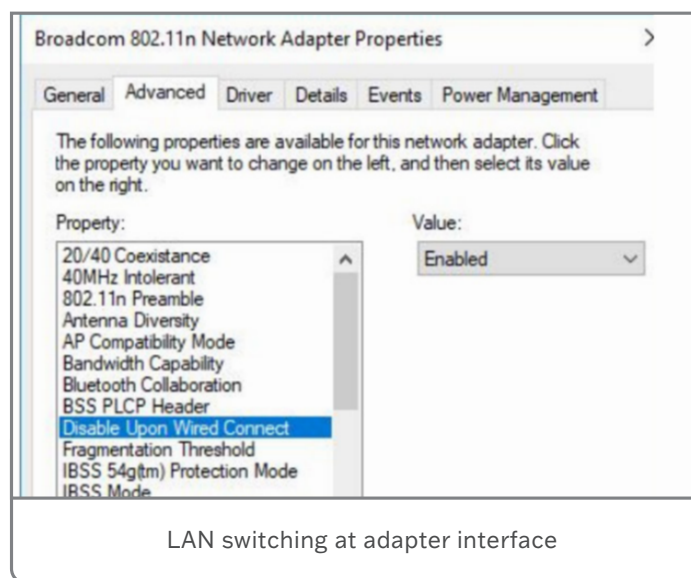 Broadcom 802.11n Network Adapter Properties
General Advanced Driver Details Events Power Management
The following properties are available for this network adapter. Click
the property you want to change on the left, and then select its value
on the right.
Property:
Value:
20/40 Coexistance
Enabled
40MHz Intolerant
802.11n Preamble
Antenna Diversity
AP Compatibility Mode
Bandwidth Capability
Bluetooth Collaboration
BSS PLCP Header
Disable Upon Wired Connect
Fragmentation Threshold
IBSS 54g(tm) Protection Mode
IBSS Mode
LAN switching at adapter interface